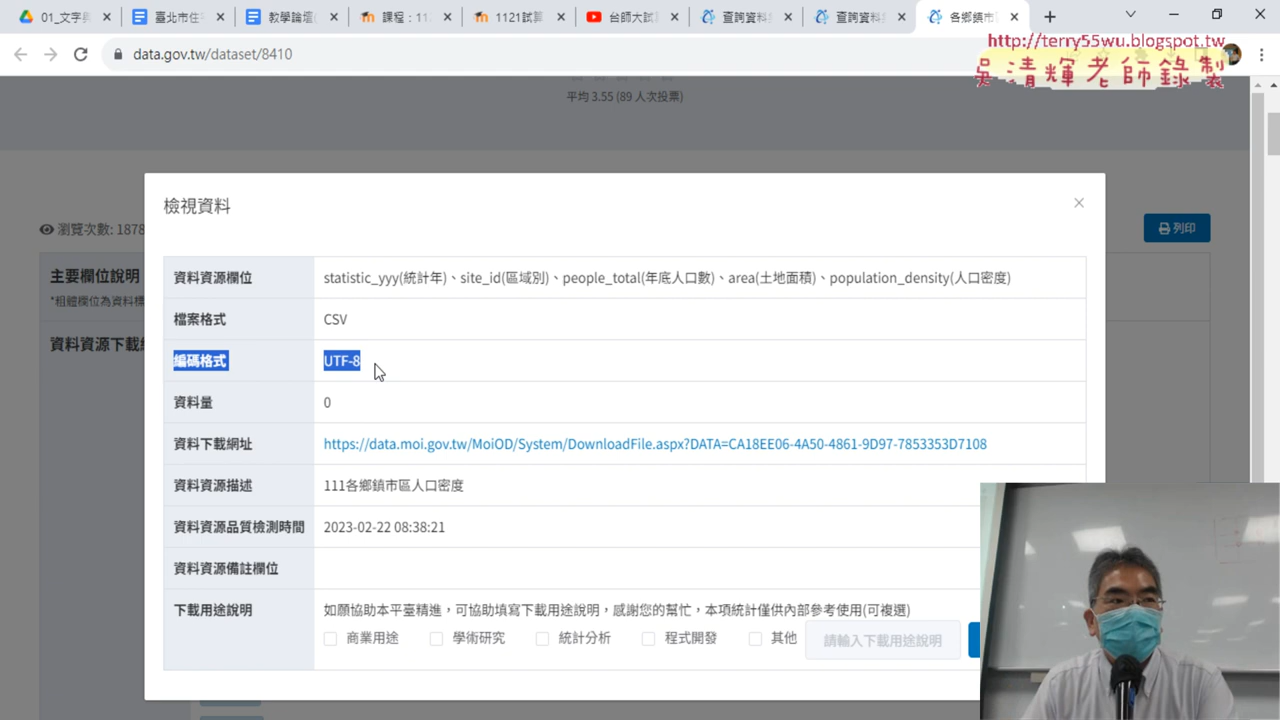 01_文字
臺北市住
教學論壇
課程：11
1121試算
台師大試
查詢資料
查詢資料
各鄉鎮市
data.gov.tw/dataset/8410
http://terry55wu.blogspot.tw
吳清輝老師錄製
平均 3.55 (89 人次投票)
檢視資料
瀏覽次數: 1878
列印
主要欄位說明
*粗體欄位為資料標
資料資源下載
資料資源欄位 statistic_yyy(統計年)、site_id(區域別)、people_total(年底人口數)、area(土地面積)、population_density(人口密度)
檔案格式 CSV
編碼格式 UTF-8
資料量 0
資料下載網址 https://data.moi.gov.tw/MoiOD/System/DownloadFile.aspx?DATA=CA18EE06-4A50-4861-9D97-7853353D7108
資料資源描述 111各鄉鎮市區人口密度
資料資源品質檢測時間 2023-02-22 08:38:21
資料資源備註欄位
下載用途說明 如願協助本平臺精進，可協助填寫下載用途說明，感謝您的幫忙，本項統計僅供內部參考使用(可複選)
商業用途 學術研究 統計分析 程式開發 其他 請輸入下載用途說明